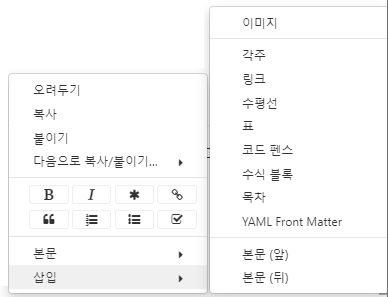 오려두기
복사
붙이기
다음으로 복사/붙이기...
B I
본문
삽입
이미지
각주
링크
수평선
표
코드 펜스
수식 블록
목차
YAML Front Matter
본문 (앞)
본문 (뒤)